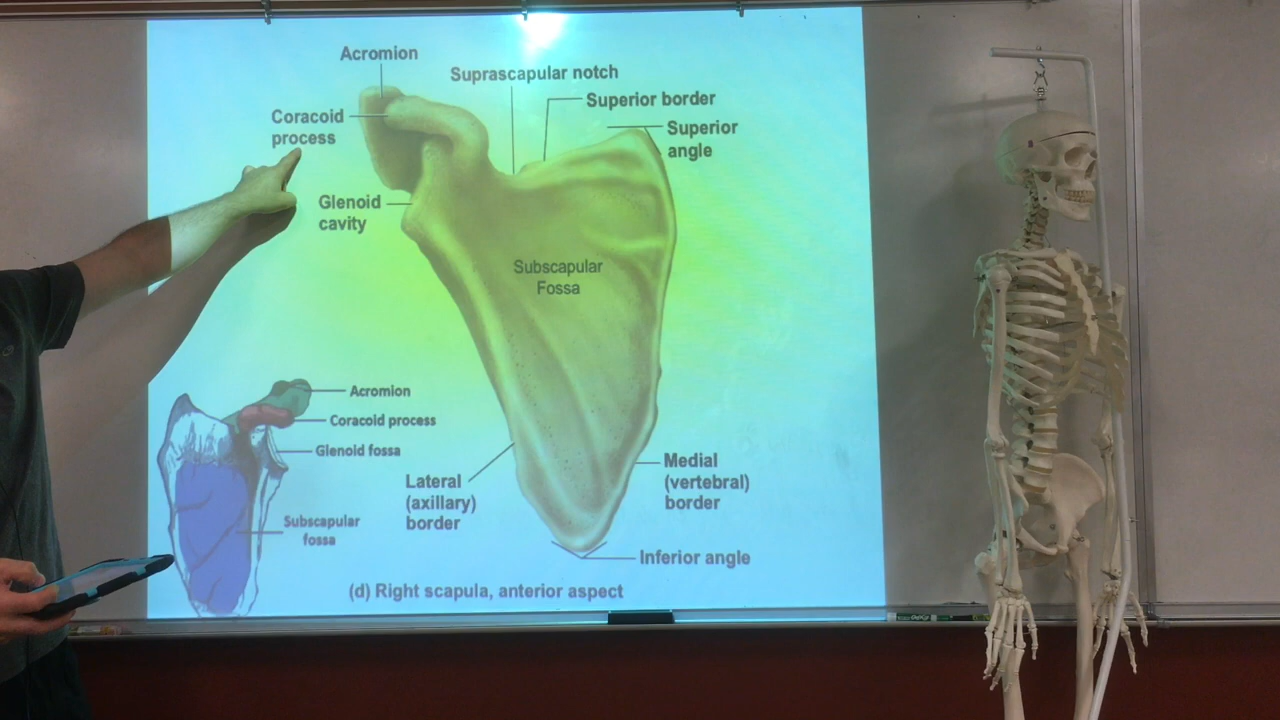 Acromion
Suprascapular notch
Superior border
Coracoid
process
Superior
angle
Glenoid
cavity
Subscapular
Fossa
Acromion
Coracoid process
Glenoid fossa
Subscapular
fossa
Lateral
(axillary)
border
Medial
(vertebral)
border
Inferior angle
(d) Right scapula, anterior aspect